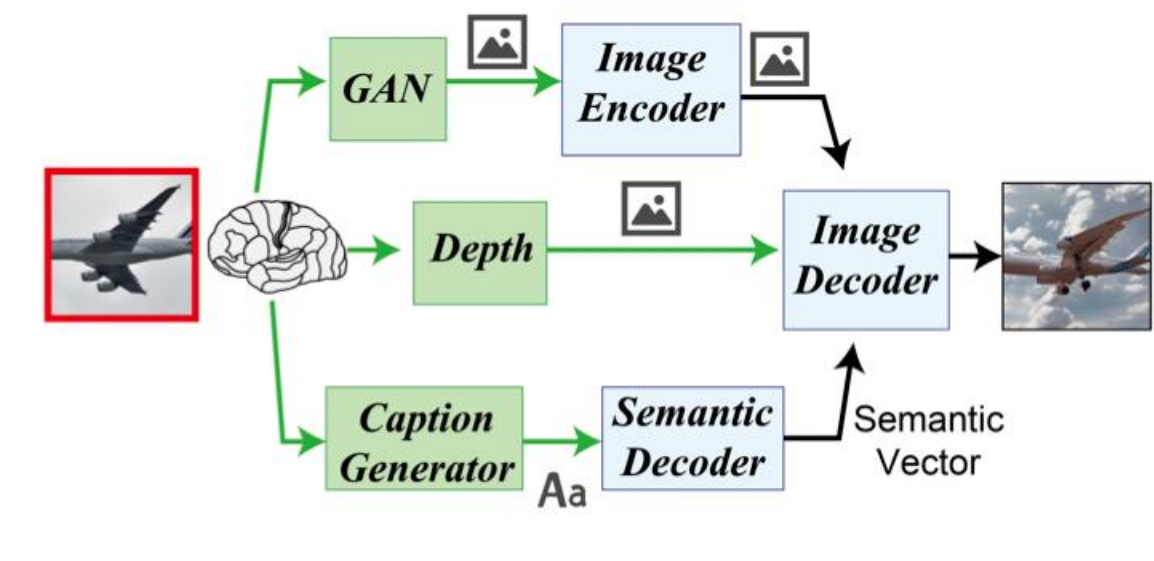 GAN
Image
Encoder
Depth
Image
Decoder
Caption
Generator
Aa
Semantic
Decoder
Semantic
Vector